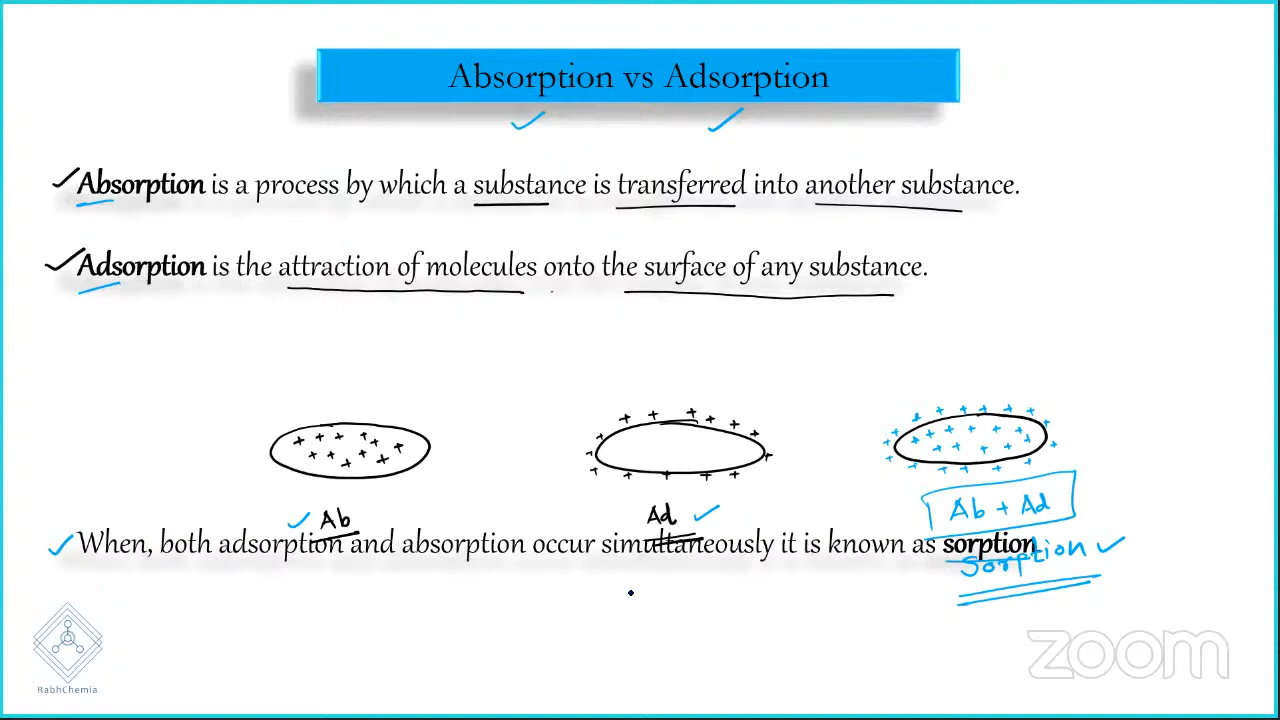 Absorption vs Adsorption
Absorption is a process by which a substance is transferred into another substance.
Adsorption is the attraction of molecules onto the surface of any substance.
Ab
Ad
Ab + Ad
When, both adsorption and absorption occur simultaneously it is known as sorption
Sorption
RabhChemia
zoom